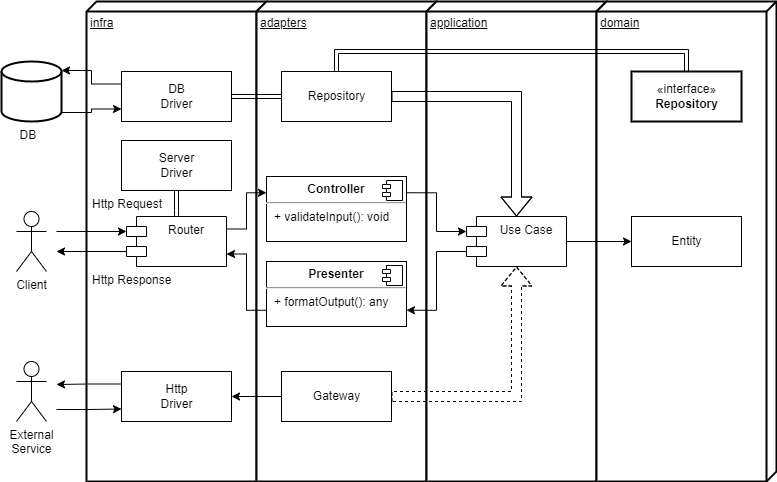 infra
adapters
application
domain
DB
Driver
Repository
«interface»
Repository
DB
Server
Driver
Http Request
Controller
+ validateInput(): void
Router
Use Case
Entity
Client
Http Response
Presenter
+ formatOutput(): any
Http
Driver
Gateway
External
Service